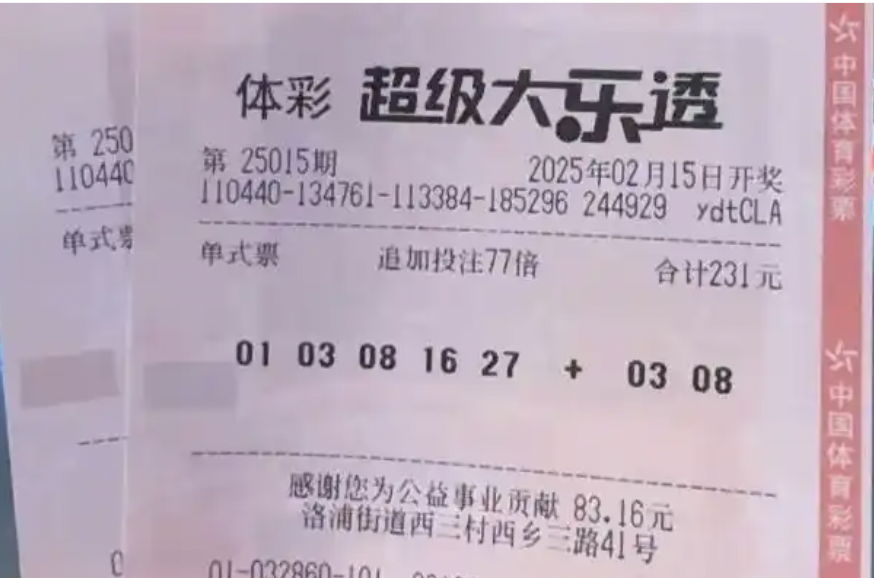 体彩 超级大乐透
第 25015期 2025年02月15日开奖
110440-134761-113384-185296 244929 ydtCLA
单式票 追加投注77倍 合计231元
01 03 08 16 27 + 03 08
感谢您为公益事业贡献 83.16元
洛浦街道西三村西乡三路41号
01-032860-101
第 250
110440
单式票
中国体育彩票
中国体育彩票